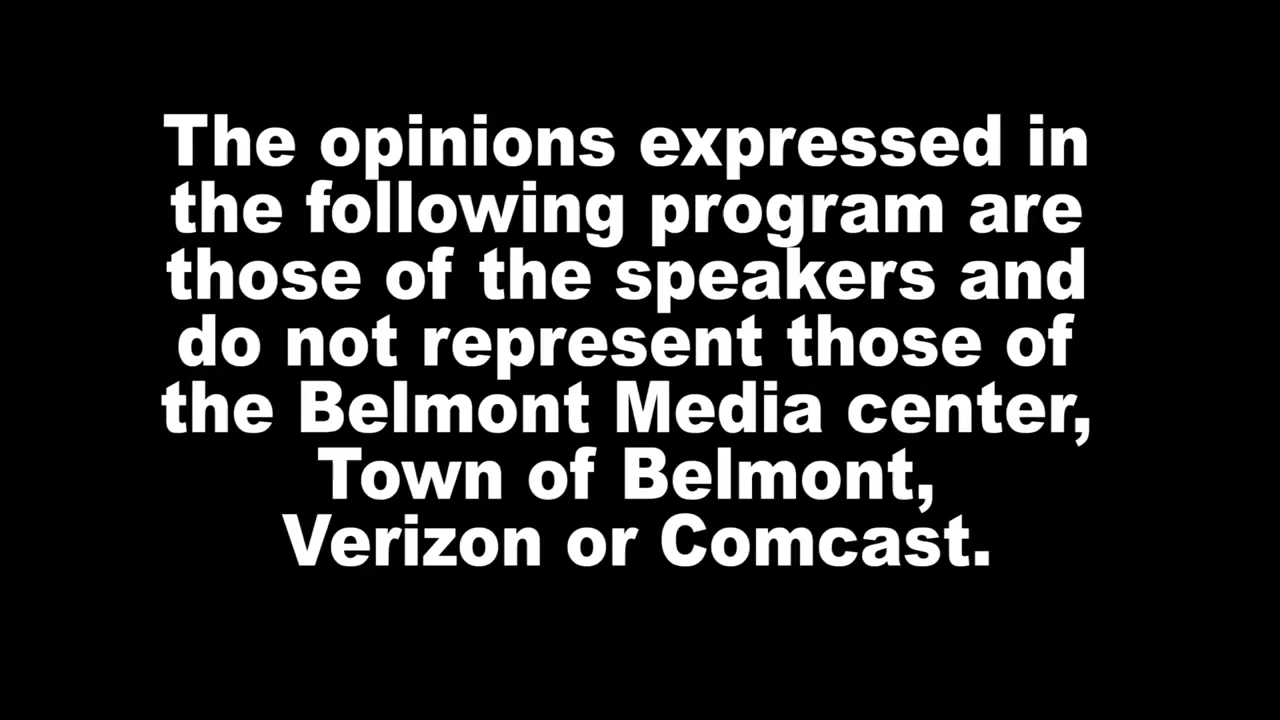 The opinions expressed in
the following program are
those of the speakers and
do not represent those of
the Belmont Media center,
Town of Belmont,
Verizon or Comcast.